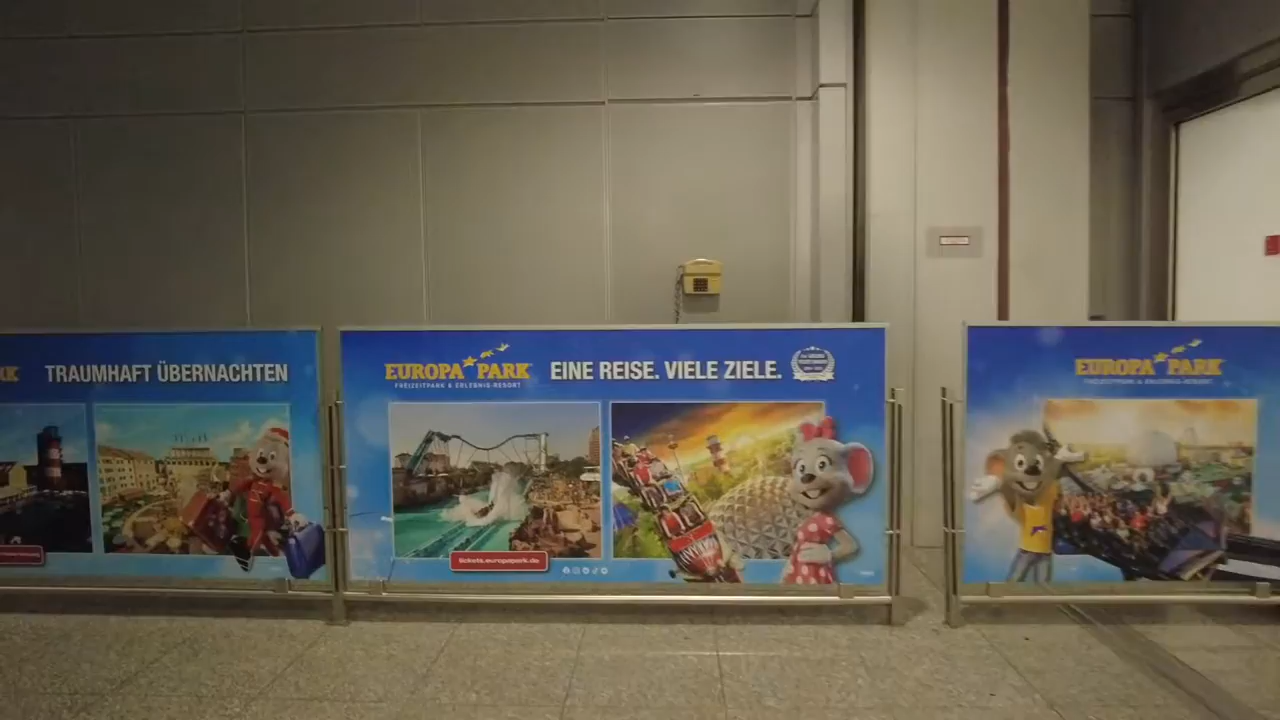 TRAUMHAFT ÜBERNACHTEN
EUROPA PARK
FREIZEITPARK & ERLEBNIS-RESORT
EINE REISE. VIELE ZIELE.
tickets.europapark.de
EUROPA PARK
FREIZEITPARK & ERLEBNIS-RESORT